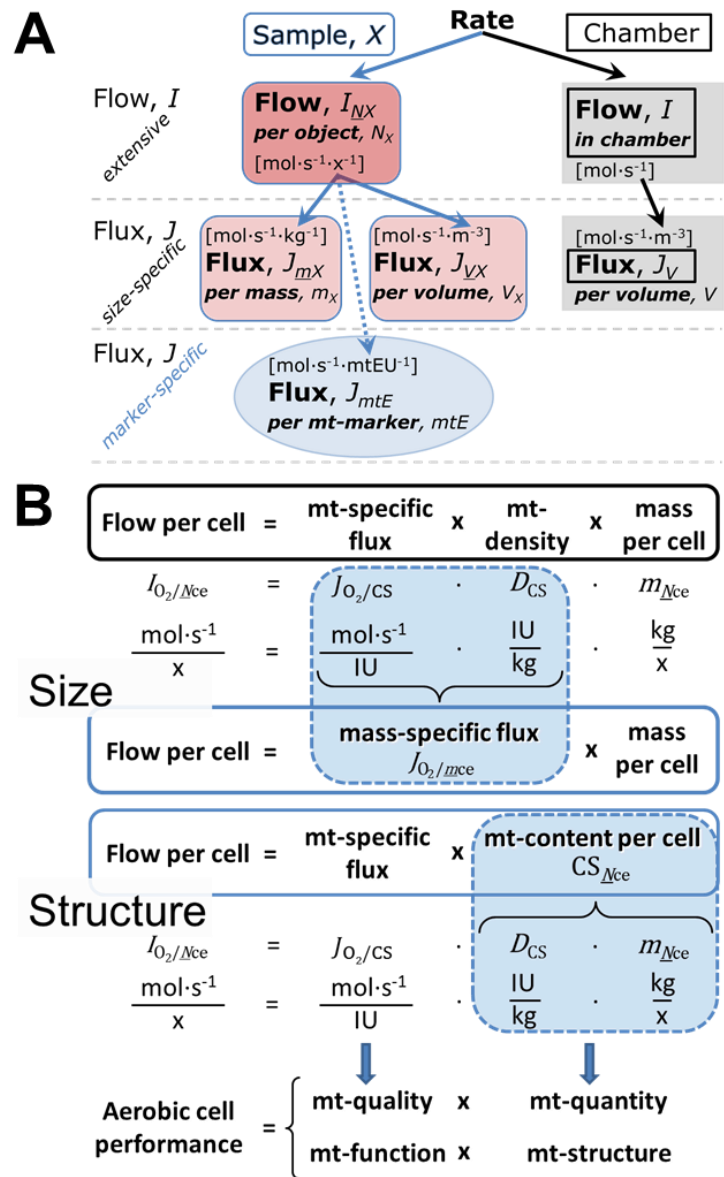 A
Sample, X
Rate
Chamber
Flow, I
extensive
Flow, I_NX
per object, N_X
[mol·s⁻¹·x⁻¹]
Flow, I
in chamber
[mol·s⁻¹]
Flux, J
size-specific
[mol·s⁻¹·kg⁻¹]
Flux, J_mX
per mass, m_X
[mol·s⁻¹·m⁻³]
Flux, J_VX
per volume, V_X
[mol·s⁻¹·m⁻³]
Flux, J_V
per volume, V
Flux, J
marker-specific
[mol·s⁻¹·mtEU⁻¹]
Flux, J_mtE
per mt-marker, mtE
B
Flow per cell = mt-specific flux x mt-density x mass per cell
I_O₂/Nce = J_O₂/CS · D_CS · m_Nce
mol·s⁻¹/x = mol·s⁻¹/IU · IU/kg · kg/x
Size
Flow per cell = mass-specific flux J_O₂/mce x mass per cell
Flow per cell = mt-specific flux x mt-content per cell CS_Nce
Structure
I_O₂/Nce = J_O₂/CS · D_CS · m_Nce
mol·s⁻¹/x = mol·s⁻¹/IU · IU/kg · kg/x
Aerobic cell performance =
mt-quality x mt-quantity
mt-function x mt-structure